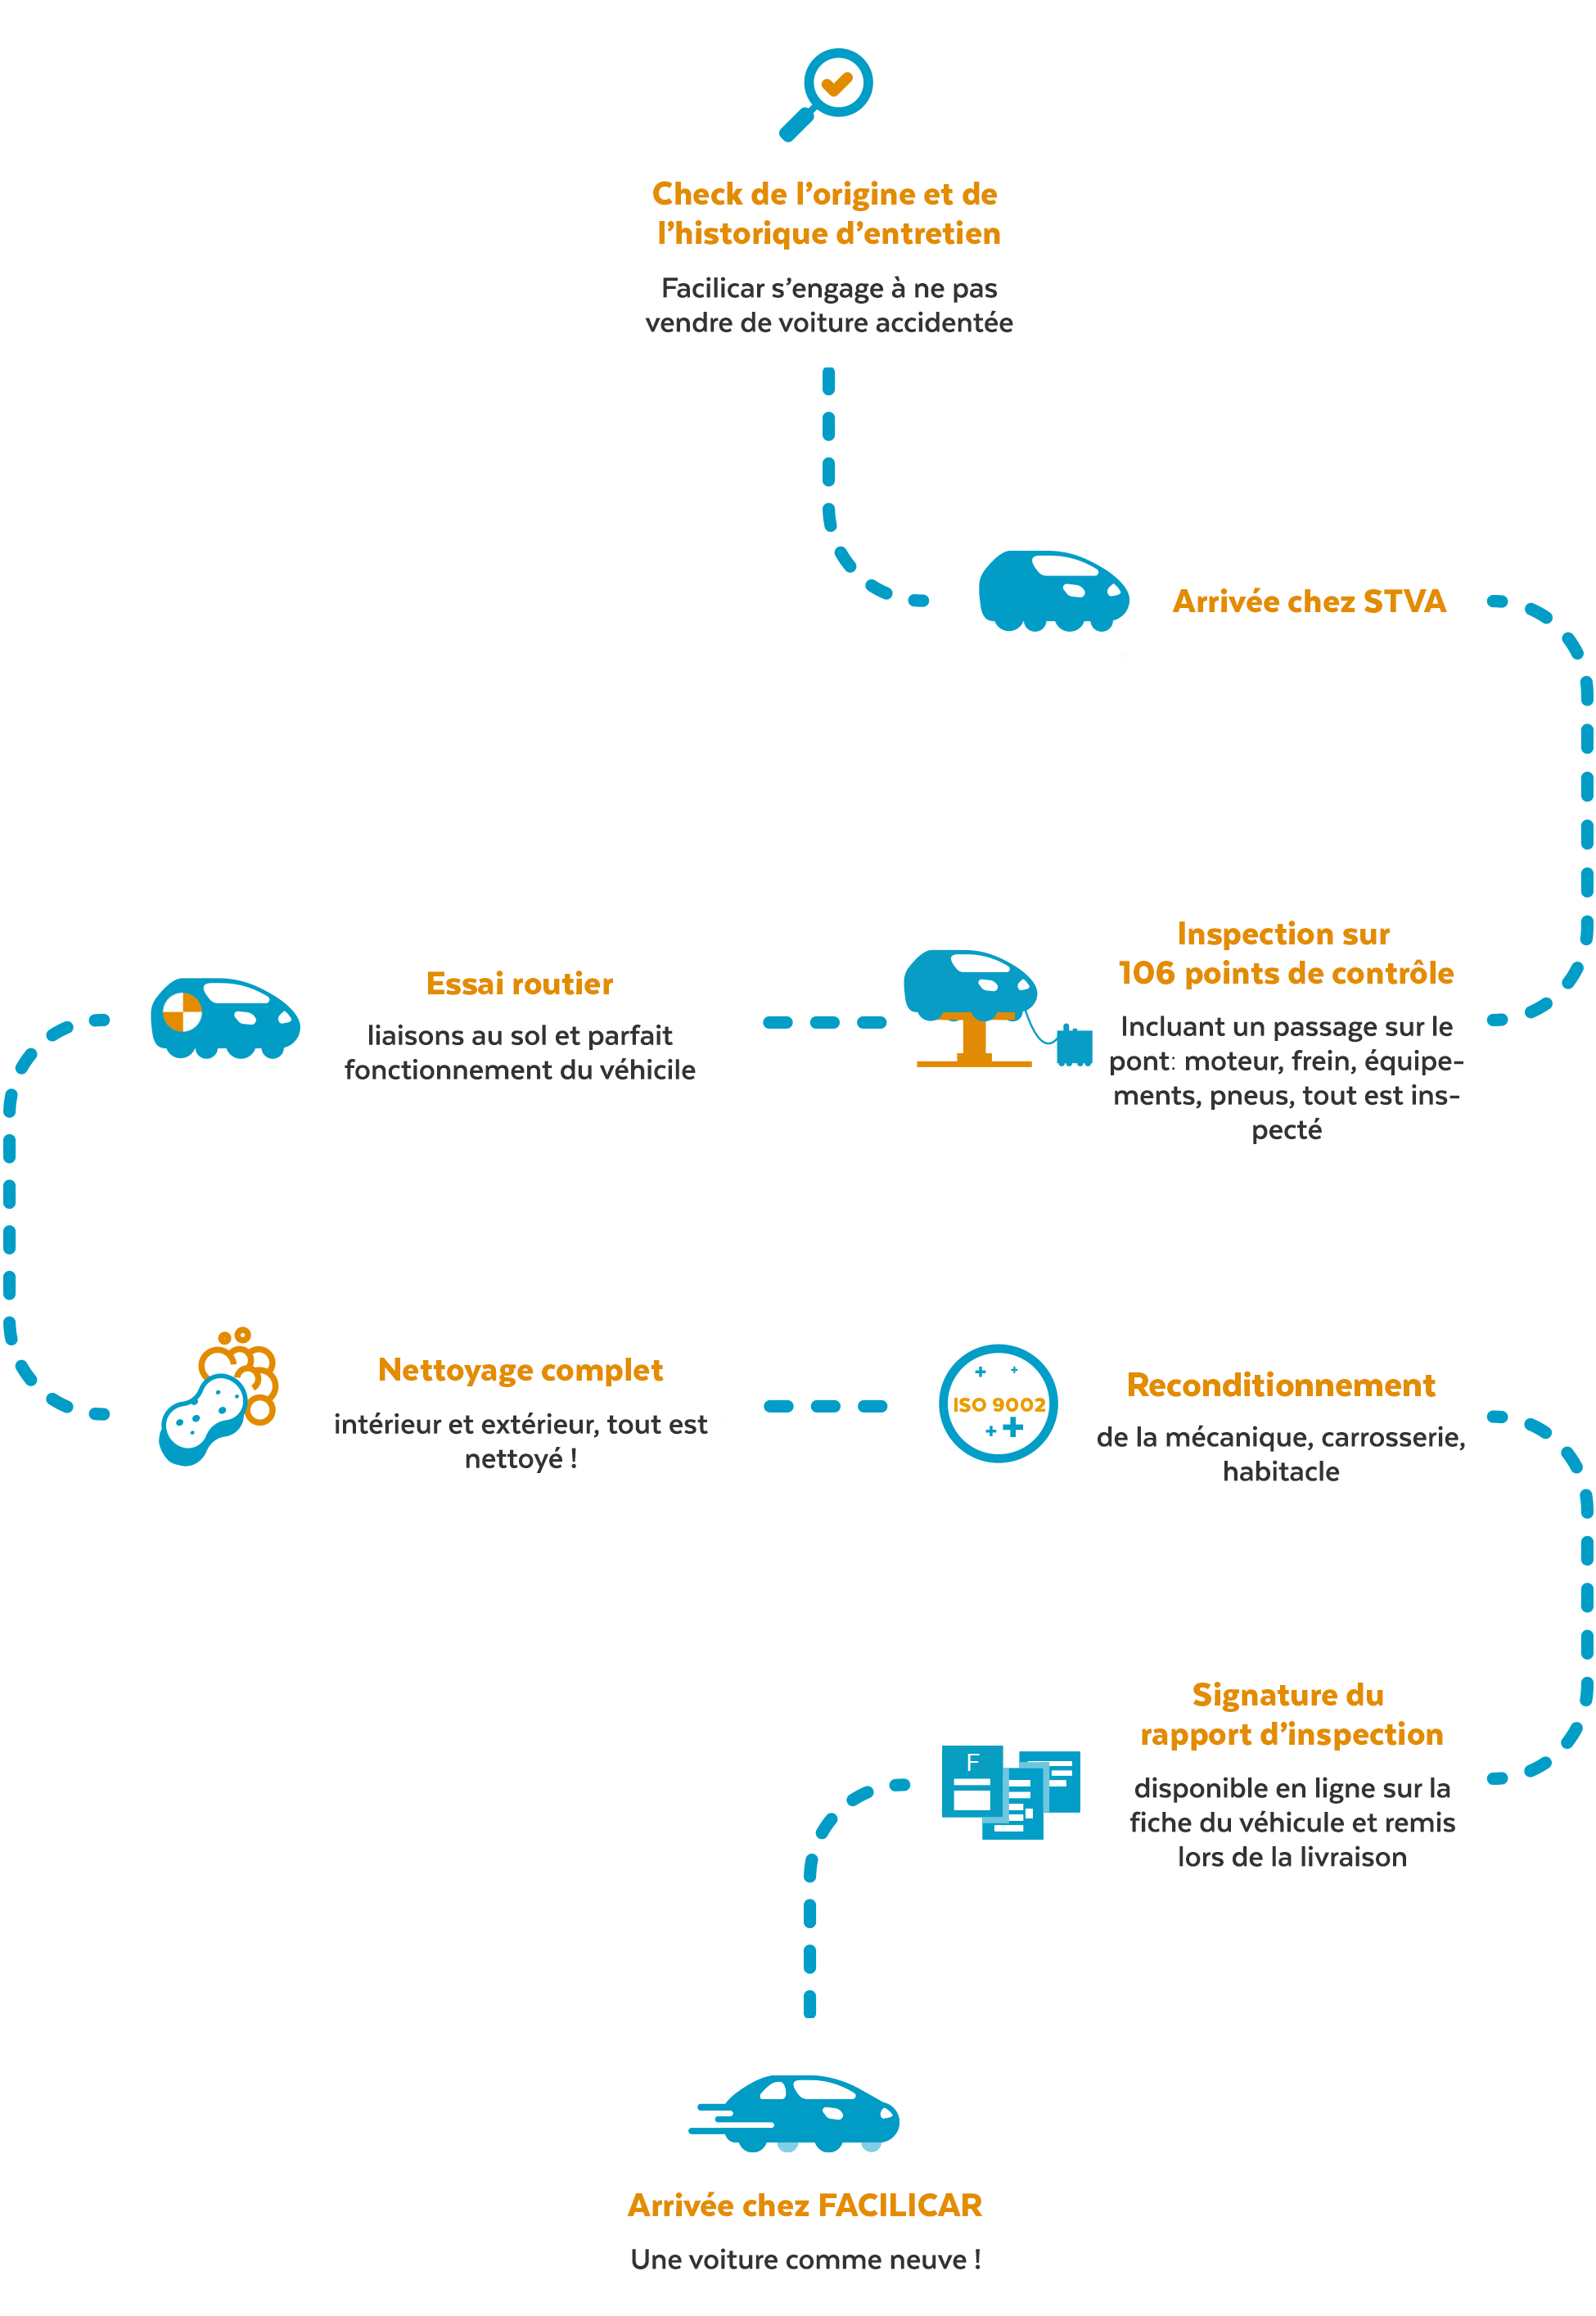 Check de l’origine et de
l’historique d’entretien
Facilicar s’engage à ne pas
vendre de voiture accidentée
Arrivée chez STVA
Inspection sur
106 points de contrôle
Incluant un passage sur le
pont: moteur, frein, équipe-
ments, pneus, tout est ins-
pecté
Essai routier
liaisons au sol et parfait
fonctionnement du véhicile
Nettoyage complet
intérieur et extérieur, tout est
nettoyé !
ISO 9002
Reconditionnement
de la mécanique, carrosserie,
habitacle
Signature du
rapport d’inspection
F
disponible en ligne sur la
fiche du véhicule et remis
lors de la livraison
Arrivée chez FACILICAR
Une voiture comme neuve !